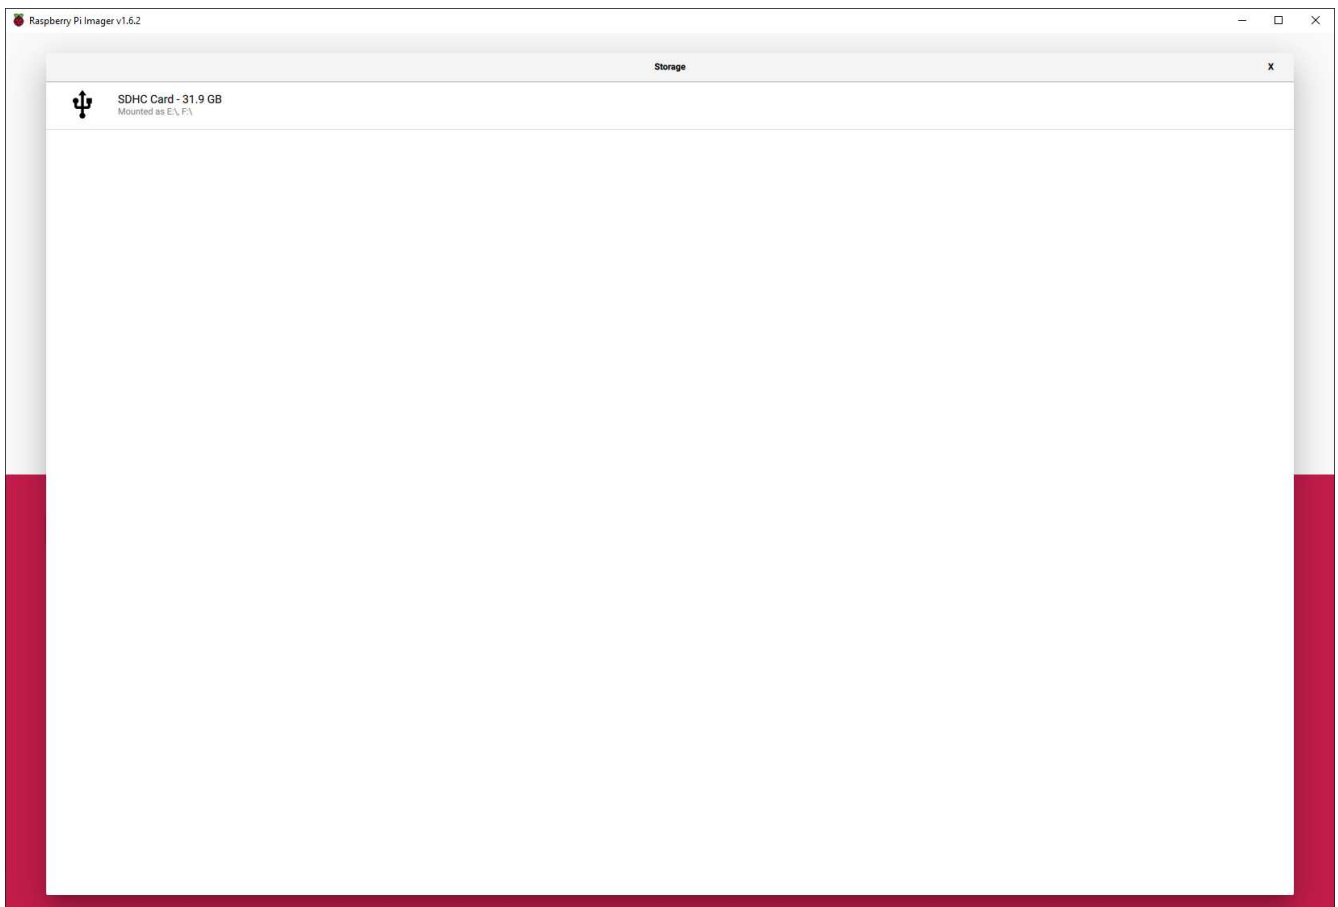 Raspberry Pi Imager v1.6.2
Storage X
SDHC Card - 31.9 GB
Mounted as E:\, F:\